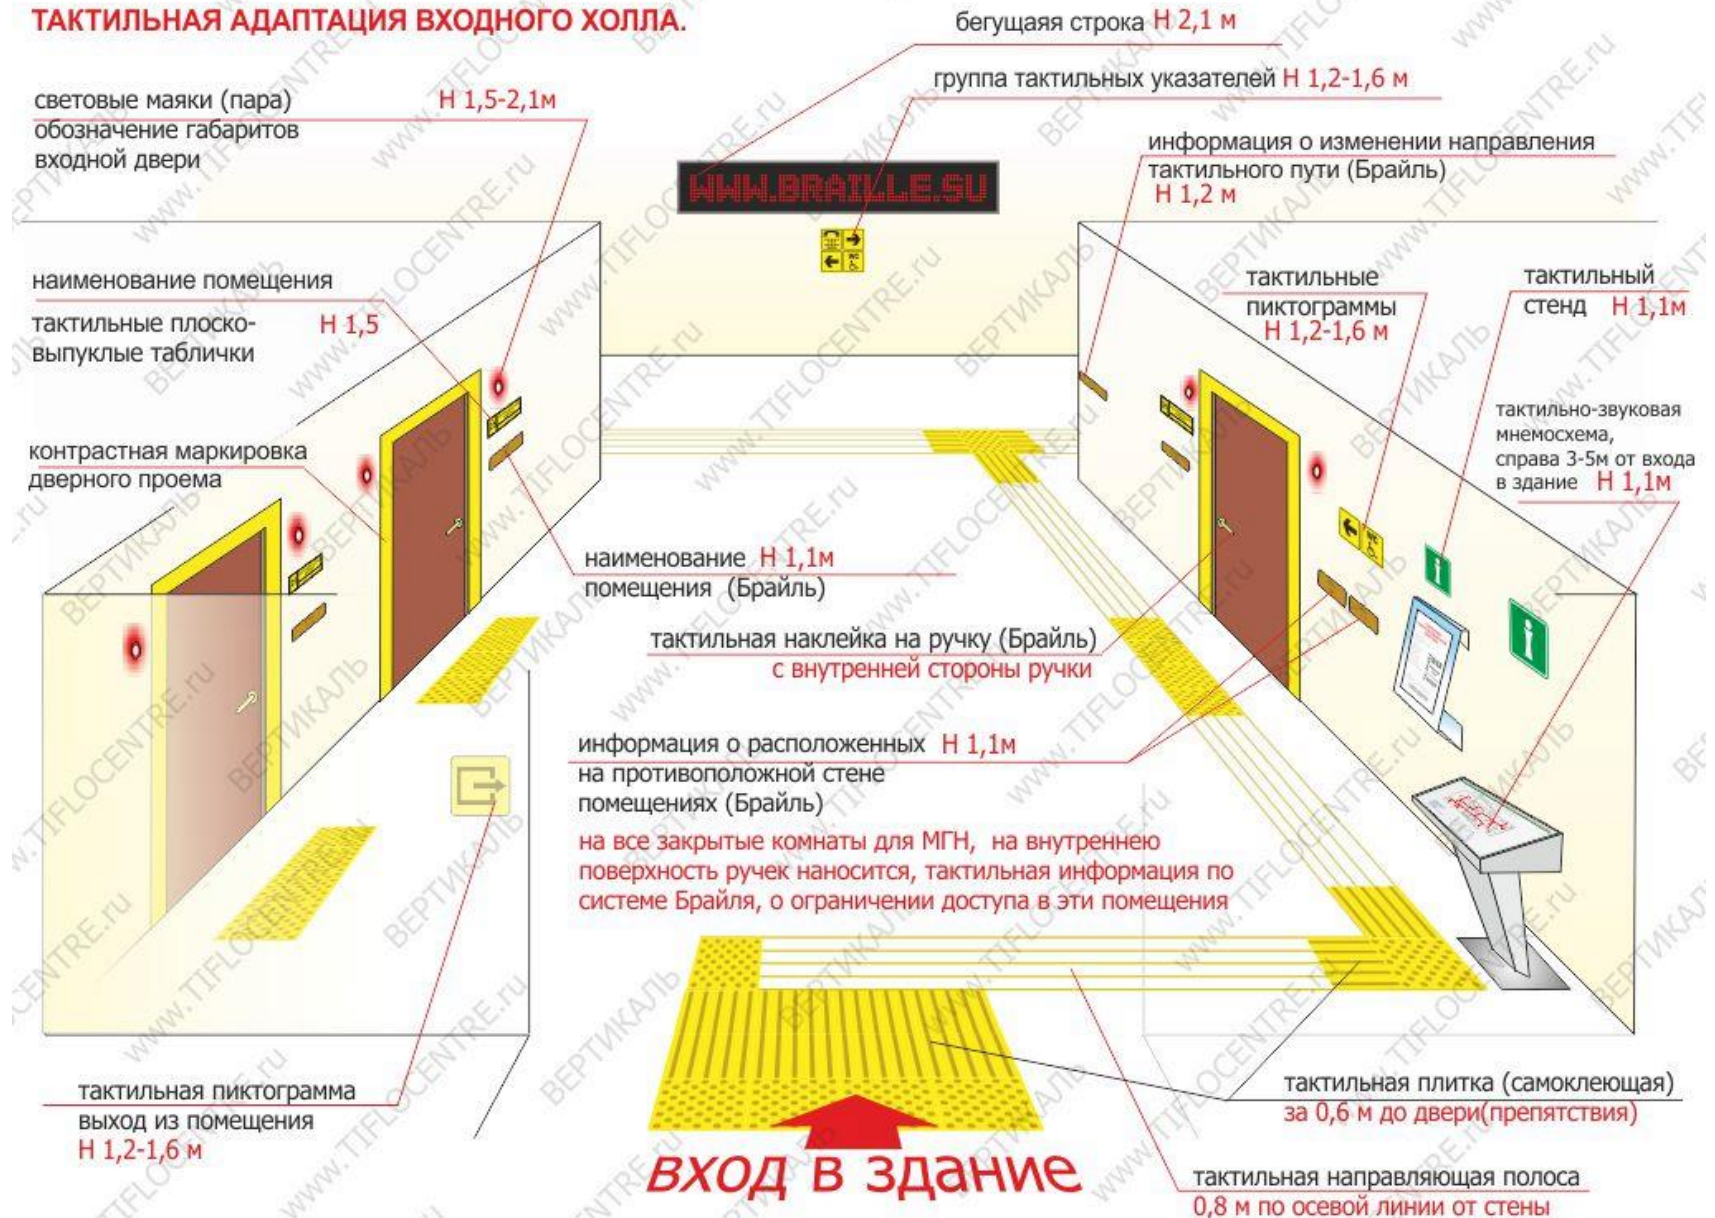 ТАКТИЛЬНАЯ АДАПТАЦИЯ ВХОДНОГО ХОЛЛА.
бегущаяя строка Н 2,1 м
группа тактильных указателей Н 1,2-1,6 м
световые маяки (пара) Н 1,5-2,1м
обозначение габаритов
входной двери
информация о изменении направления
тактильного пути (Брайль)
Н 1,2 м
WWW.BRAILLE.SU
наименование помещения
тактильные плоско- Н 1,5
выпуклые таблички
тактильные
пиктограммы
Н 1,2-1,6 м
тактильный
стенд Н 1,1м
тактильно-звуковая
мнемосхема,
справа 3-5м от входа
в здание Н 1,1м
контрастная маркировка
дверного проема
наименование Н 1,1м
помещения (Брайль)
тактильная наклейка на ручку (Брайль)
с внутренней стороны ручки
информация о расположенных Н 1,1м
на противоположной стене
помещениях (Брайль)
на все закрытые комнаты для МГН, на внутреннею
поверхность ручек наносится, тактильная информация по
системе Брайля, о ограничении доступа в эти помещения
тактильная пиктограмма
выход из помещения
Н 1,2-1,6 м
тактильная плитка (самоклеющая)
за 0,6 м до двери(препятствия)
вход в здание
тактильная направляющая полоса
0,8 м по осевой линии от стены
WWW.TIFLOCENTRE.ru
ВЕРТИКАЛЬ